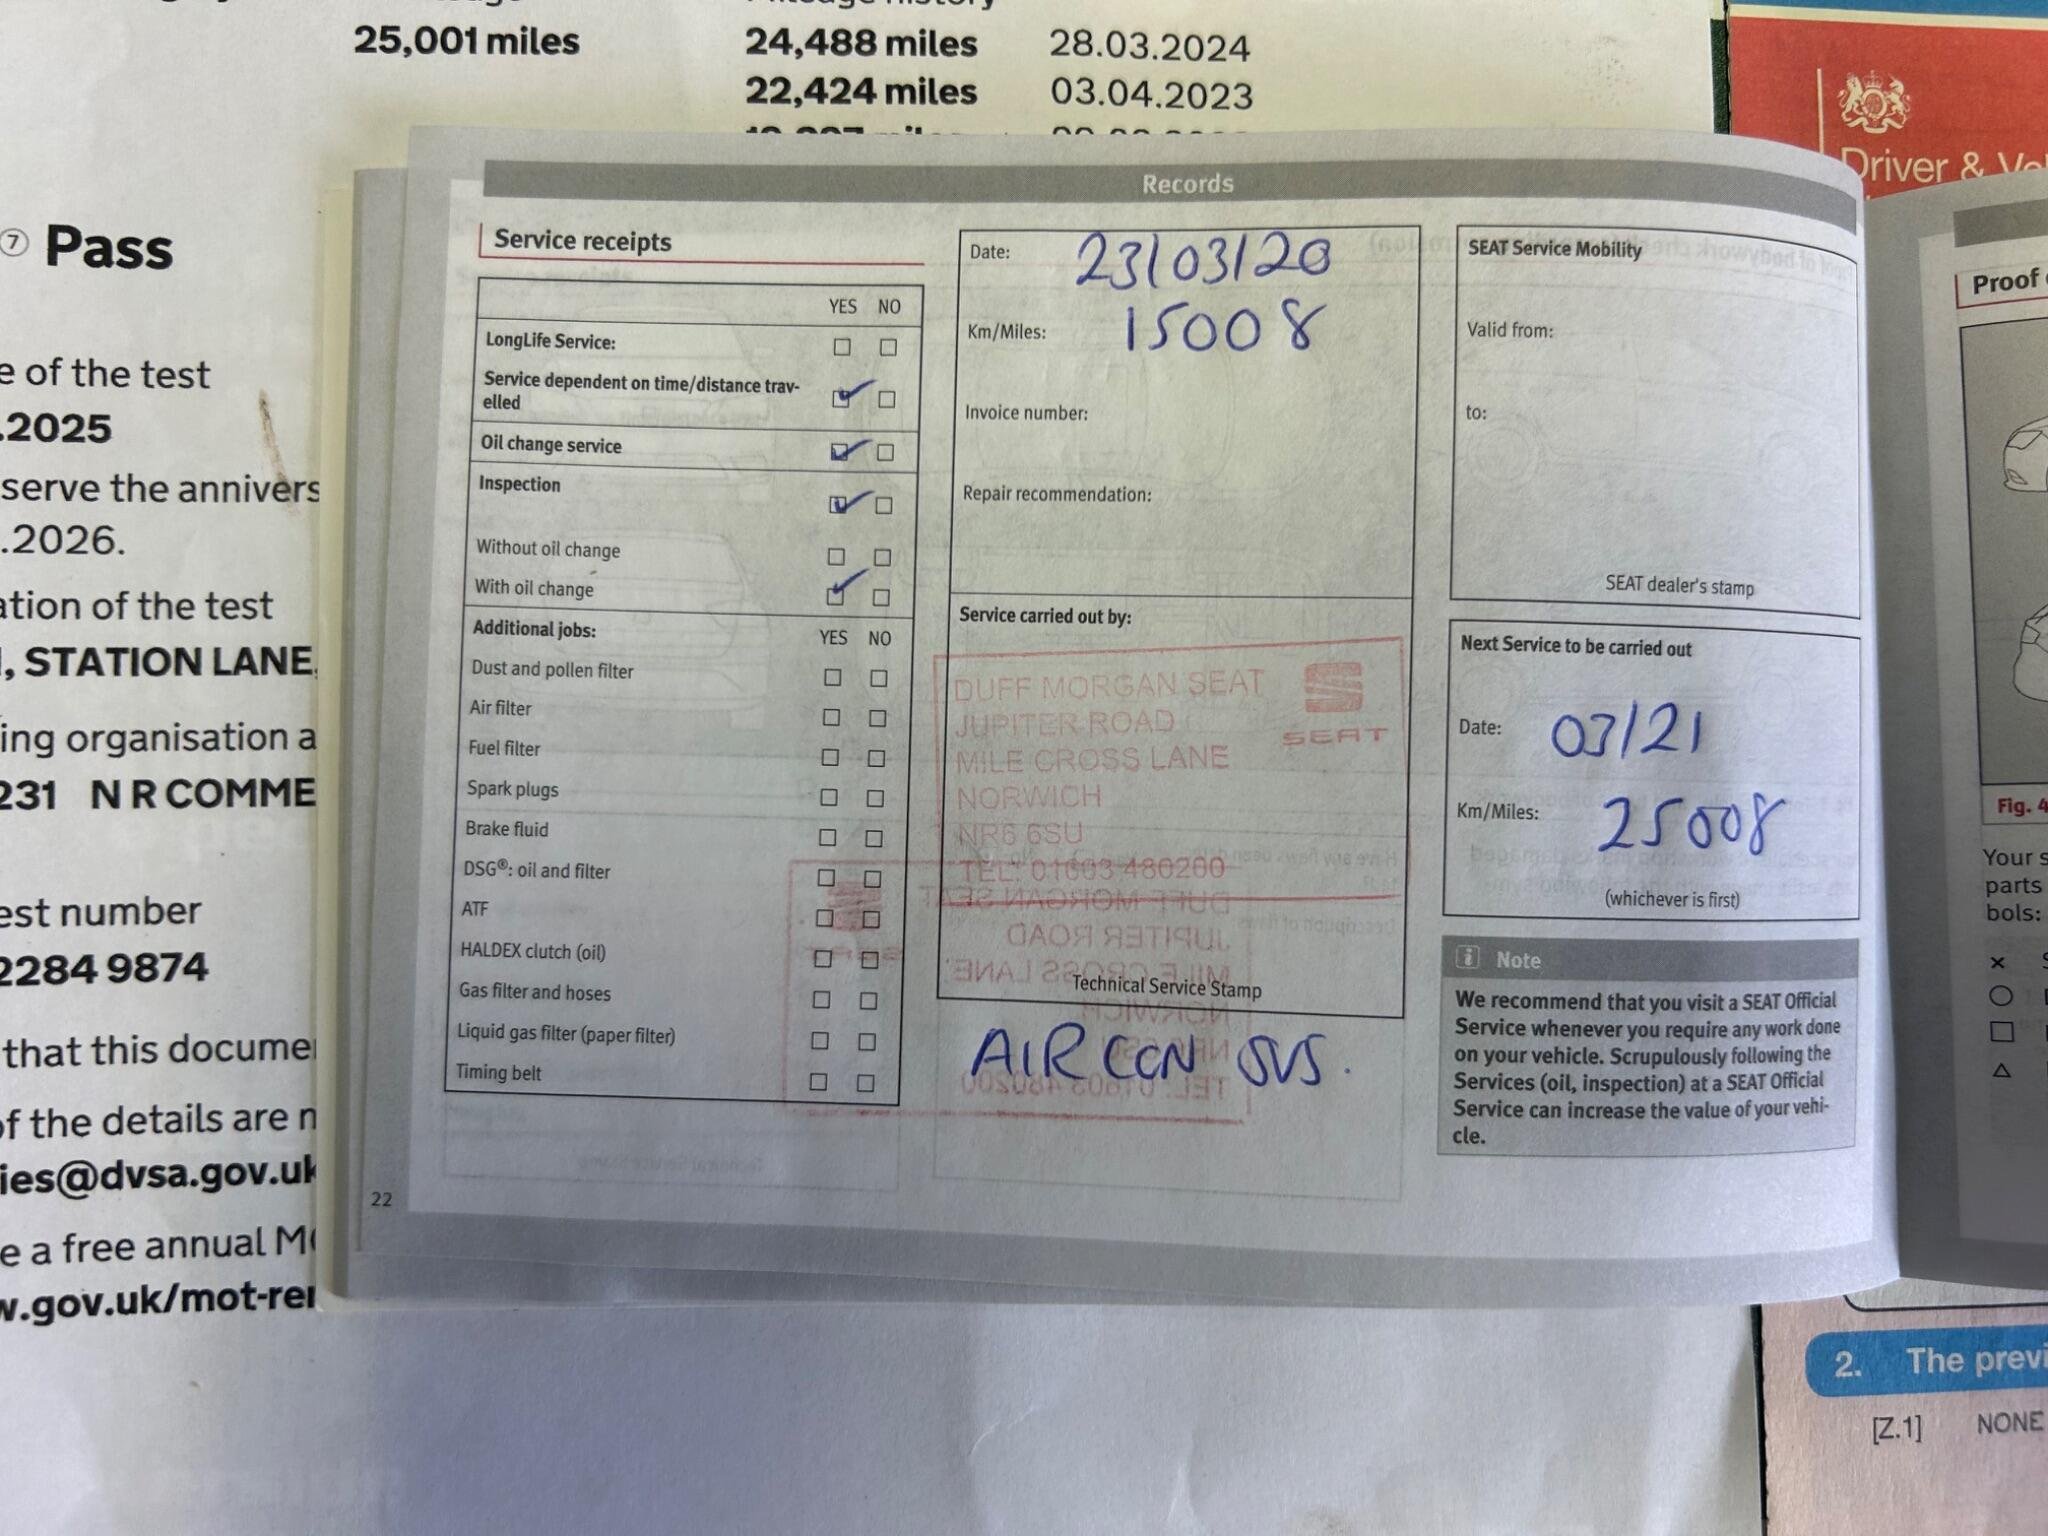 25,001 miles
24,488 miles 28.03.2024
22,424 miles 03.04.2023
7 Pass
e of the test
.2025
serve the annivers
.2026.
ation of the test
, STATION LANE,
ing organisation a
231 N R COMME
est number
2284 9874
that this docume
of the details are n
ies@dvsa.gov.uk
e a free annual M
w.gov.uk/mot-rei
Records
Service receipts
YES NO
LongLife Service:
Service dependent on time/distance trav-
elled
Oil change service
Inspection
Without oil change
With oil change
Additional jobs: YES NO
Dust and pollen filter
Air filter
Fuel filter
Spark plugs
Brake fluid
DSG®: oil and filter
ATF
HALDEX clutch (oil)
Gas filter and hoses
Liquid gas filter (paper filter)
Timing belt
22
Date: 23/03/20
Km/Miles: 15008
Invoice number:
Repair recommendation:
Service carried out by:
DUFF MORGAN SEAT
JUPITER ROAD
SEAT
MILE CROSS LANE
NORWICH
NR6 6SU
TEL: 01603 480200
Technical Service Stamp
AIR CON SVS.
SEAT Service Mobility
Valid from:
to:
SEAT dealer's stamp
Next Service to be carried out
Date: 03/21
Km/Miles: 25008
(whichever is first)
i Note
We recommend that you visit a SEAT Official
Service whenever you require any work done
on your vehicle. Scrupulously following the
Services (oil, inspection) at a SEAT Official
Service can increase the value of your vehi-
cle.
Driver & Ve
Proof
Fig. 4
Your s
parts
bols:
2. The previ
[Z.1] NONE